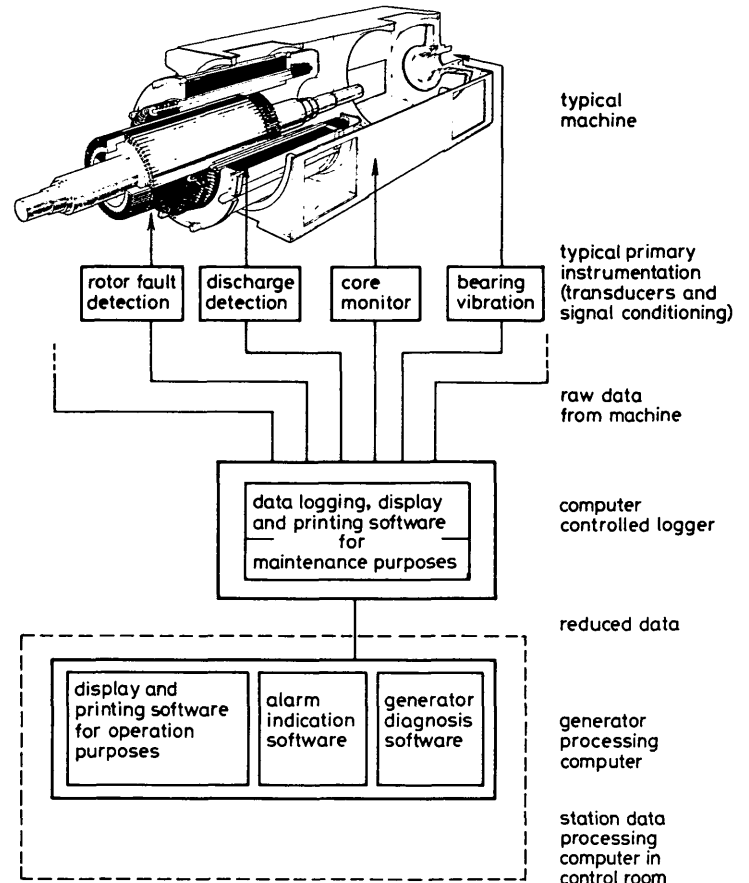 typical
machine
typical primary
instrumentation
(transducers and
signal conditioning)
rotor fault
detection
discharge
detection
core
monitor
bearing
vibration
raw data
from machine
data logging, display
and printing software
for
maintenance purposes
computer
controlled logger
reduced data
display and
printing software
for operation
purposes
alarm
indication
software
generator
diagnosis
software
generator
processing
computer
station data
processing
computer in
control room